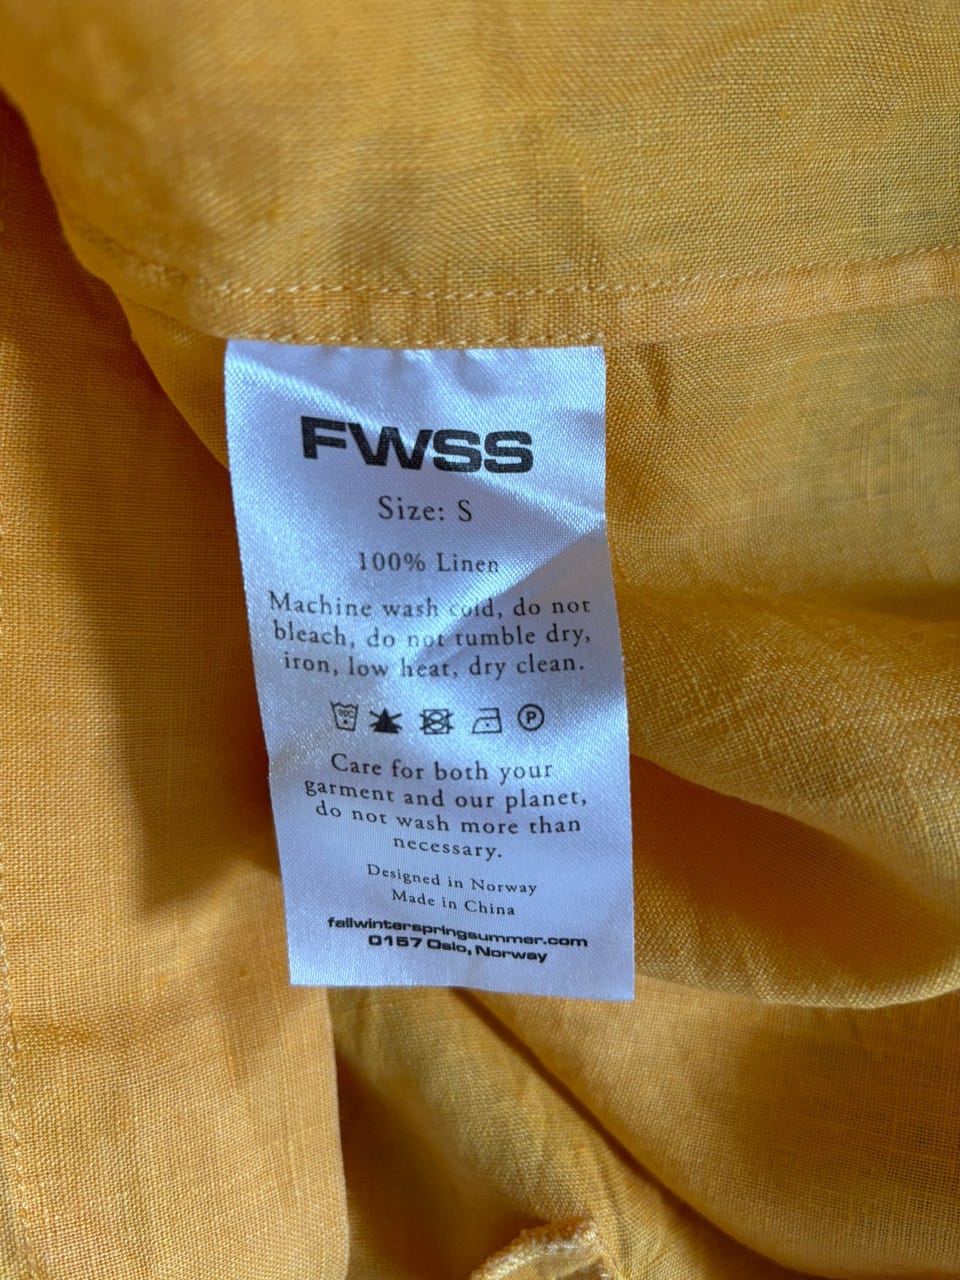 FWSS
Size: S
100% Linen
Machine wash cold, do not
bleach, do not tumble dry,
iron, low heat, dry clean.
P
Care for both your
garment and our planet,
do not wash more than
necessary.
Designed in Norway
Made in China
fallwinterspringsummer.com
0157 Oslo, Norway